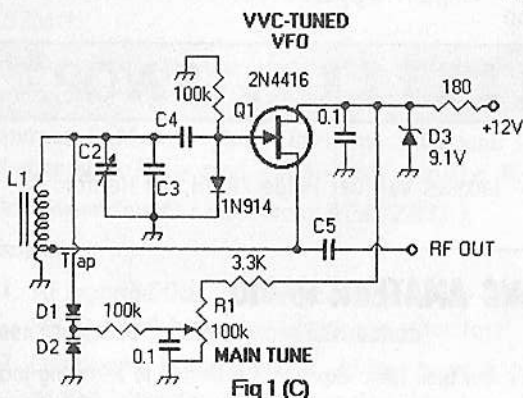 VVC-TUNED
VFO
2N4416
180
100k
Q1
C4
0.1
D3
9.1V
+12V
L1
C2
C3
1N914
C5
RF OUT
Tap
3.3K
D1
100k
R1
100k
D2
0.1
MAIN TUNE
Fig 1 (C)